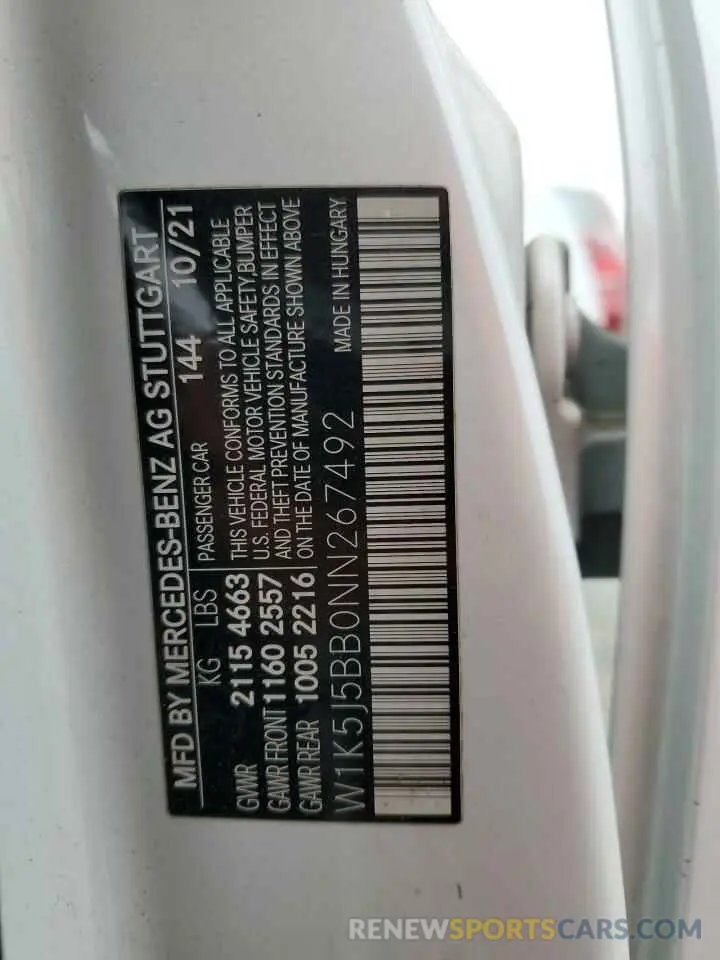 MFD BY MERCEDES-BENZ AG STUTTGART
KG LBS PASSENGER CAR 144 10/21
GVWR 2115 4663 THIS VEHICLE CONFORMS TO ALL APPLICABLE
U.S. FEDERAL MOTOR VEHICLE SAFETY,BUMPER
GAWR FRONT 1160 2557 AND THEFT PREVENTION STANDARDS IN EFFECT
GAWR REAR 1005 2216 ON THE DATE OF MANUFACTURE SHOWN ABOVE
W1K5J5BB0NN267492 MADE IN HUNGARY
RENEWSPORTSCARS.COM